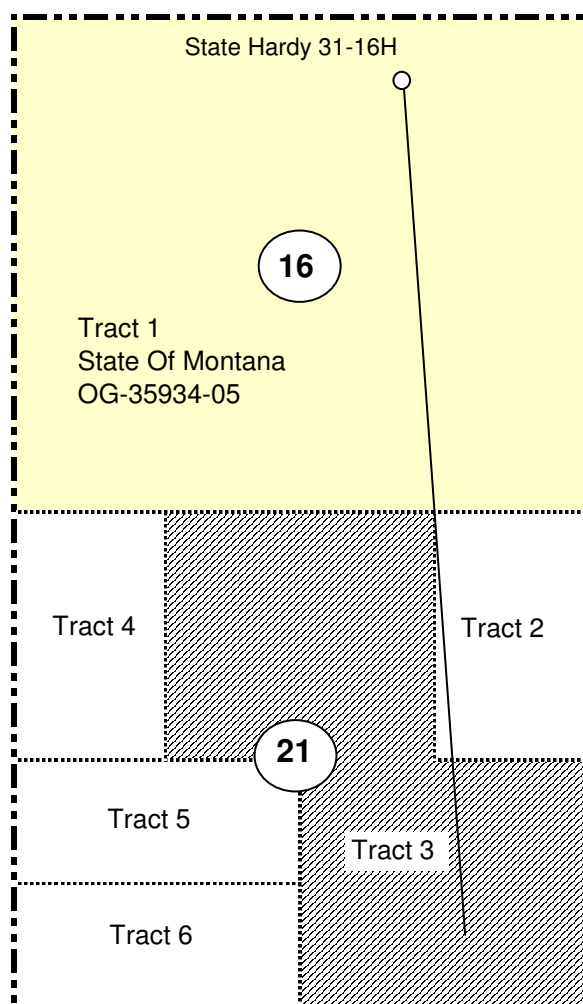 State Hardy 31-16H
16
Tract 1
State Of Montana
OG-35934-05
Tract 4
Tract 2
21
Tract 5
Tract 3
Tract 6